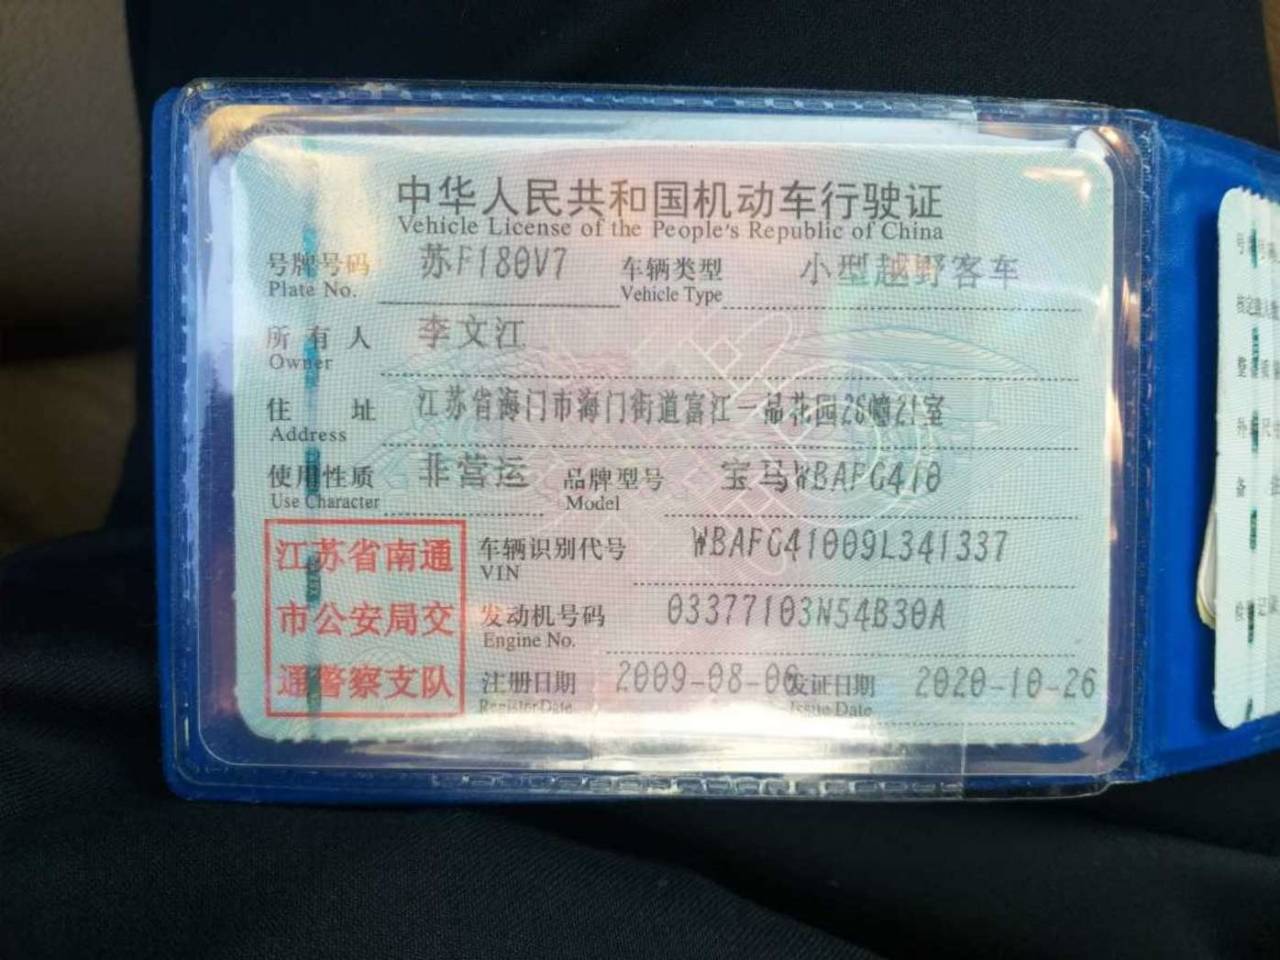 中华人民共和国机动车行驶证
Vehicle License of the People's Republic of China
号牌号码 苏F180V7 车辆类型 小型越野客车
Plate No. Vehicle Type
所有人 李文江
Owner
住址 江苏省海门市海门街道富江一品花园26幢21室
Address
使用性质 非营运 品牌型号 宝马WBAFG410
Use Character Model
江苏省南通
市公安局交
通警察支队
车辆识别代号 WBAFG41009L341337
VIN
发动机号码 03377103N54B30A
Engine No.
注册日期 2009-08-06 发证日期 2020-10-26
Register Date Issue Date